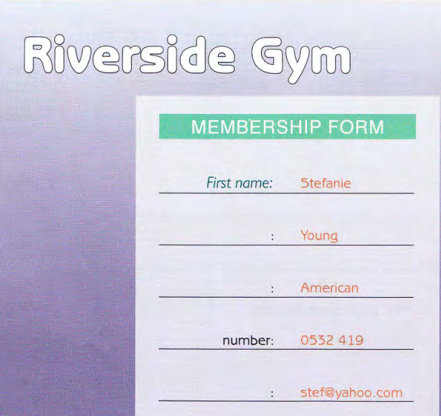 Riverside Gym
MEMBERSHIP FORM
First name: Stefanie
: Young
: American
number: 0532 419
: stef@yahoo.com